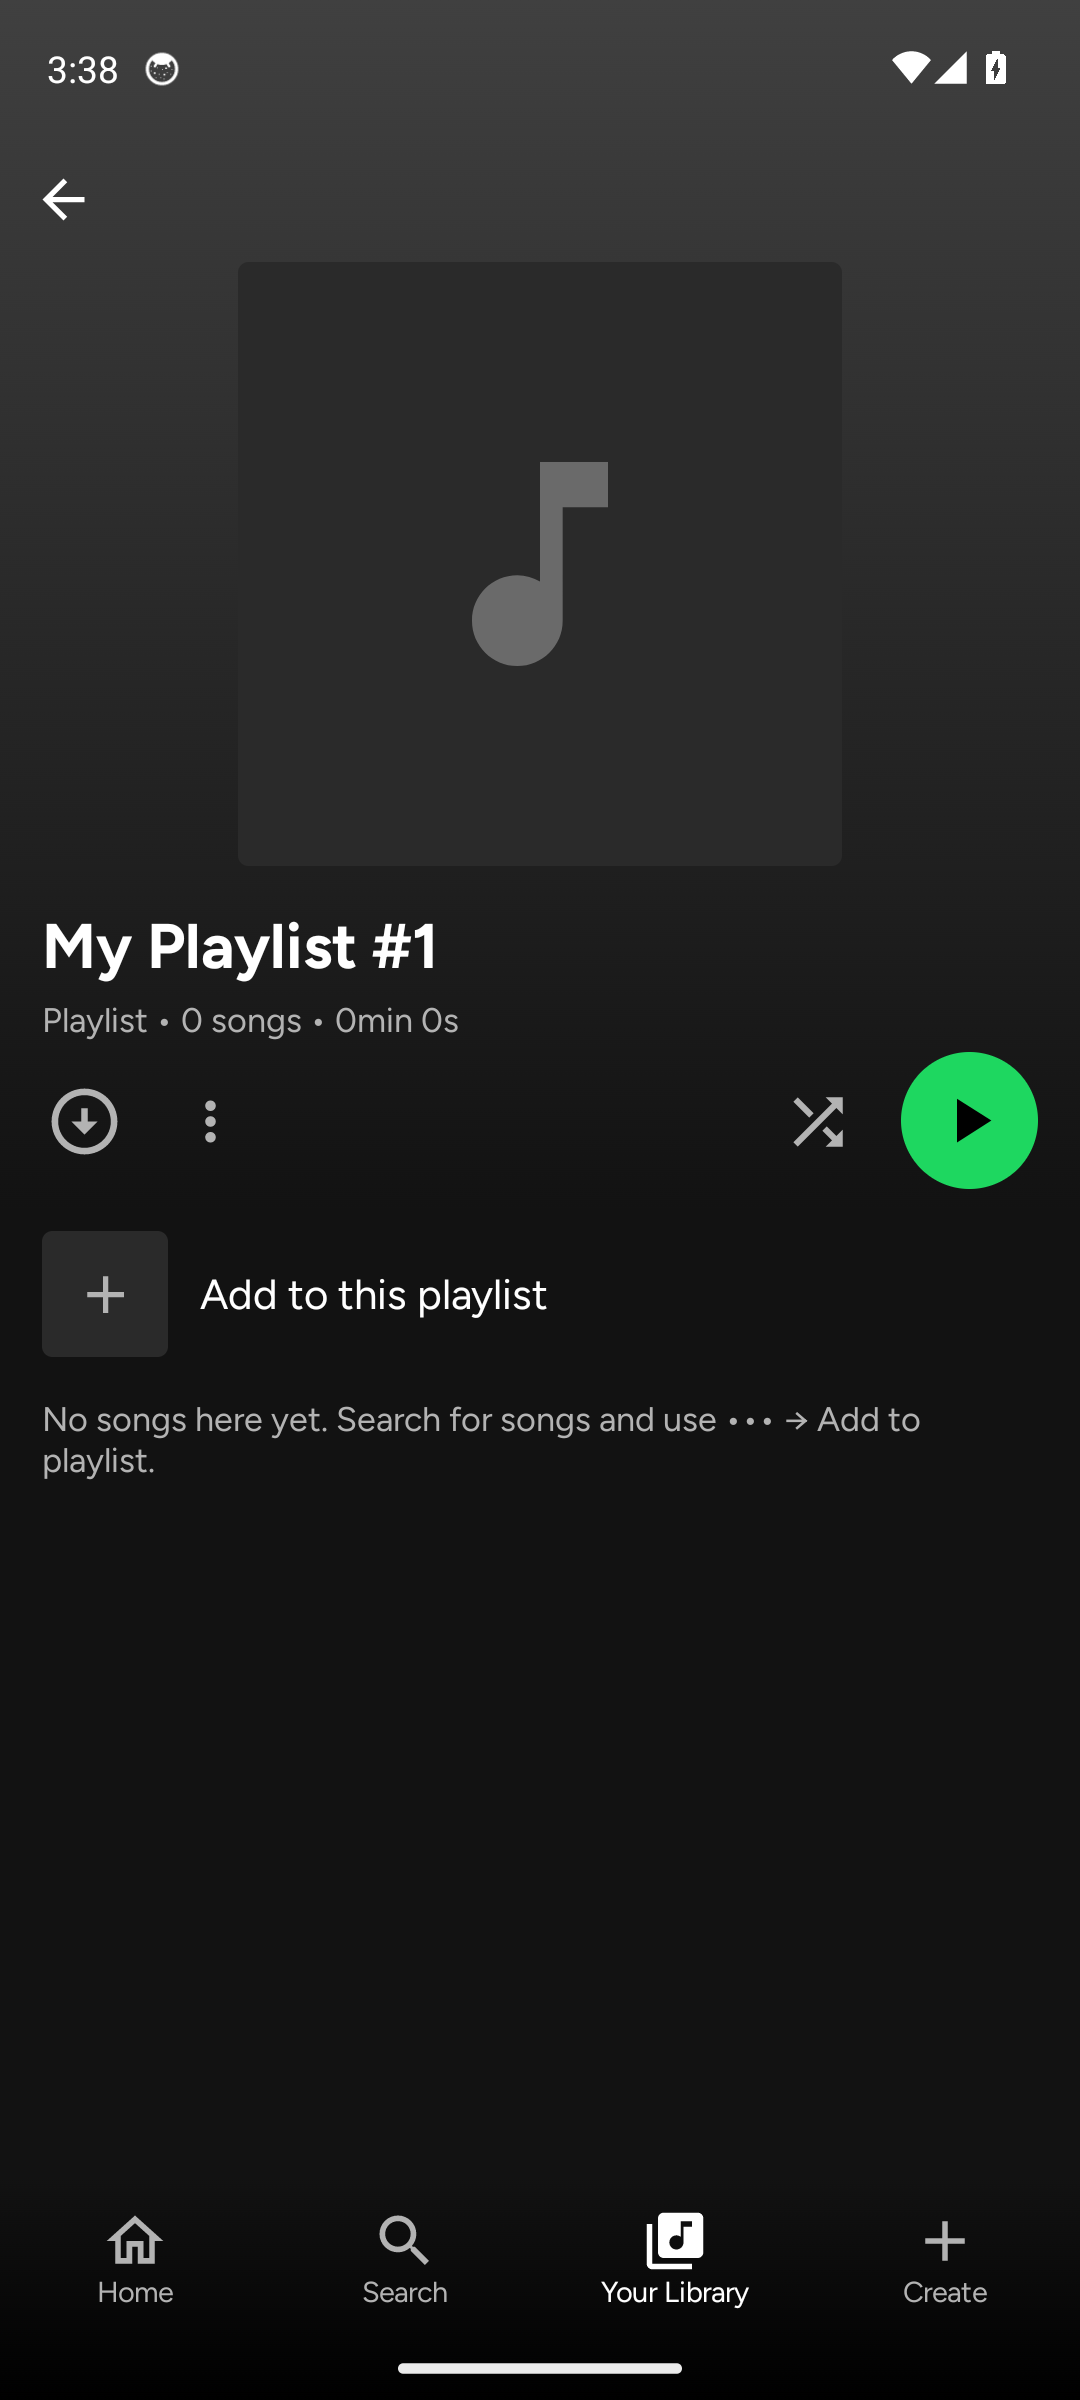 3:38
My Playlist #1
Playlist • 0 songs • 0min 0s
Add to this playlist
No songs here yet. Search for songs and use ••• → Add to
playlist.
Home
Search
Your Library
Create